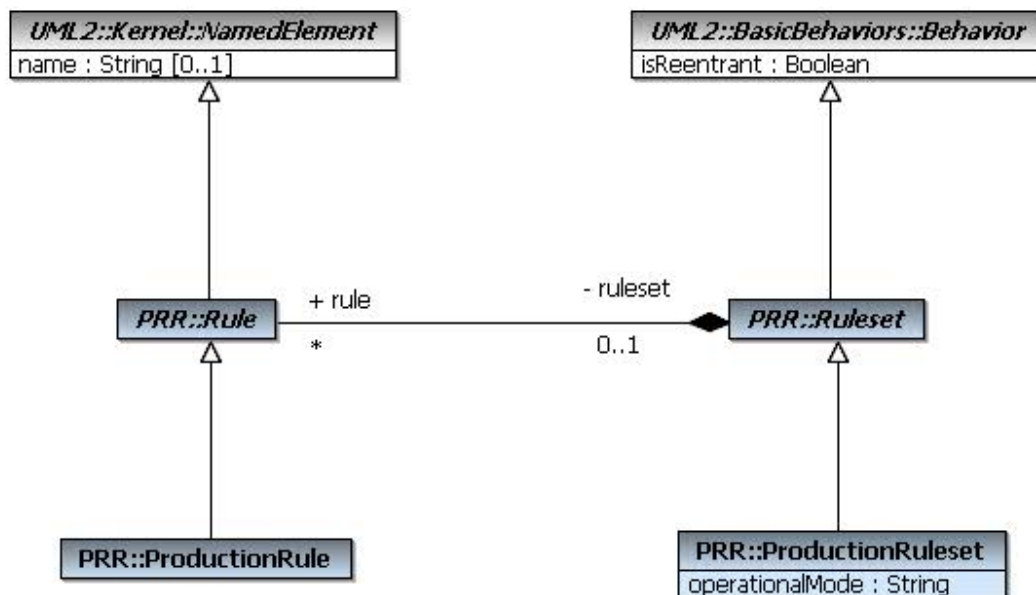 UML2::Kernel::NamedElement
name : String [0..1]
UML2::BasicBehaviors::Behavior
isReentrant : Boolean
PRR::Rule
+ rule
*
- ruleset
0..1
PRR::Ruleset
PRR::ProductionRule
PRR::ProductionRuleset
operationalMode : String